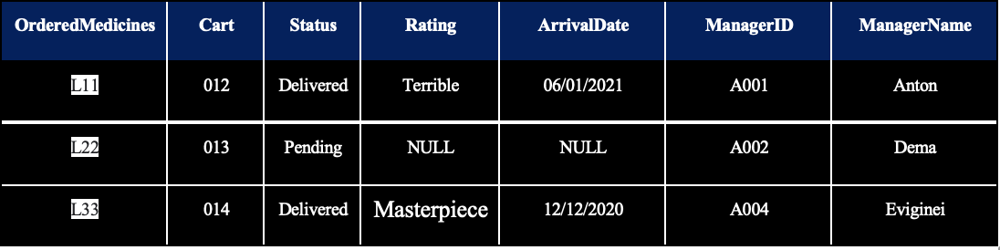 OrderedMedicines Cart Status Rating ArrivalDate ManagerID ManagerName
L11 012 Delivered Terrible 06/01/2021 A001 Anton
L22 013 Pending NULL NULL A002 Dema
L33 014 Delivered Masterpiece 12/12/2020 A004 Eviginei